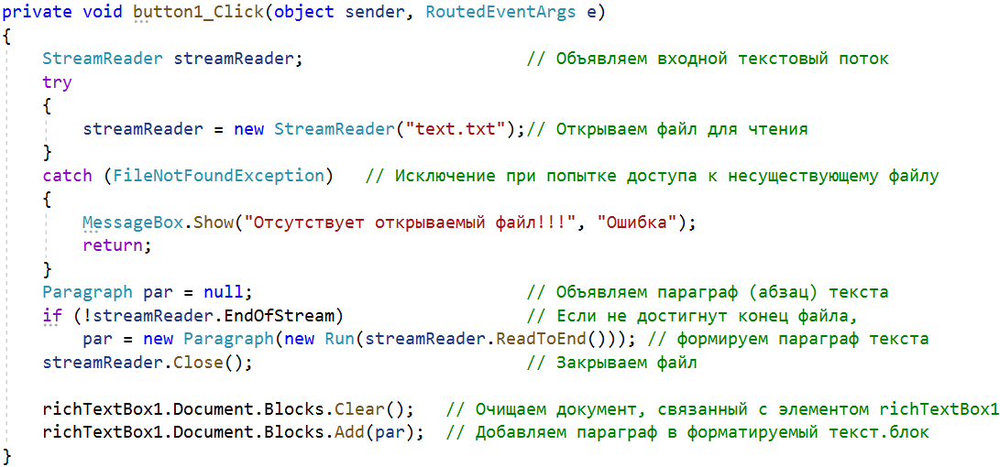 private void button1_Click(object sender, RoutedEventArgs e)
{
    StreamReader streamReader;                      // Объявляем входной текстовый поток
    try
    {
        streamReader = new StreamReader("text.txt");// Открываем файл для чтения
    }
    catch (FileNotFoundException)   // Исключение при попытке доступа к несуществующему файлу
    {
        MessageBox.Show("Отсутствует открываемый файл!!!", "Ошибка");
        return;
    }
    Paragraph par = null;                           // Объявляем параграф (абзац) текста
    if (!streamReader.EndOfStream)                  // Если не достигнут конец файла,
        par = new Paragraph(new Run(streamReader.ReadToEnd())); // формируем параграф текста
    streamReader.Close();                           // Закрываем файл

    richTextBox1.Document.Blocks.Clear();   // Очищаем документ, связанный с элементом richTextBox1
    richTextBox1.Document.Blocks.Add(par);  // Добавляем параграф в форматируемый текст.блок
}